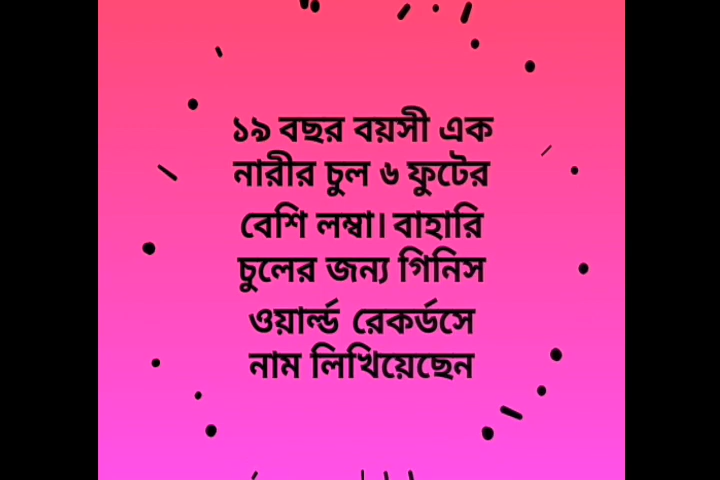 ১৯ বছর বয়সী এক
নারীর চুল ৬ ফুটের
বেশি লম্বা। বাহারি
চুলের জন্য গিনিস
ওয়ার্ল্ড রেকর্ডসে
নাম লিখিয়েছেন